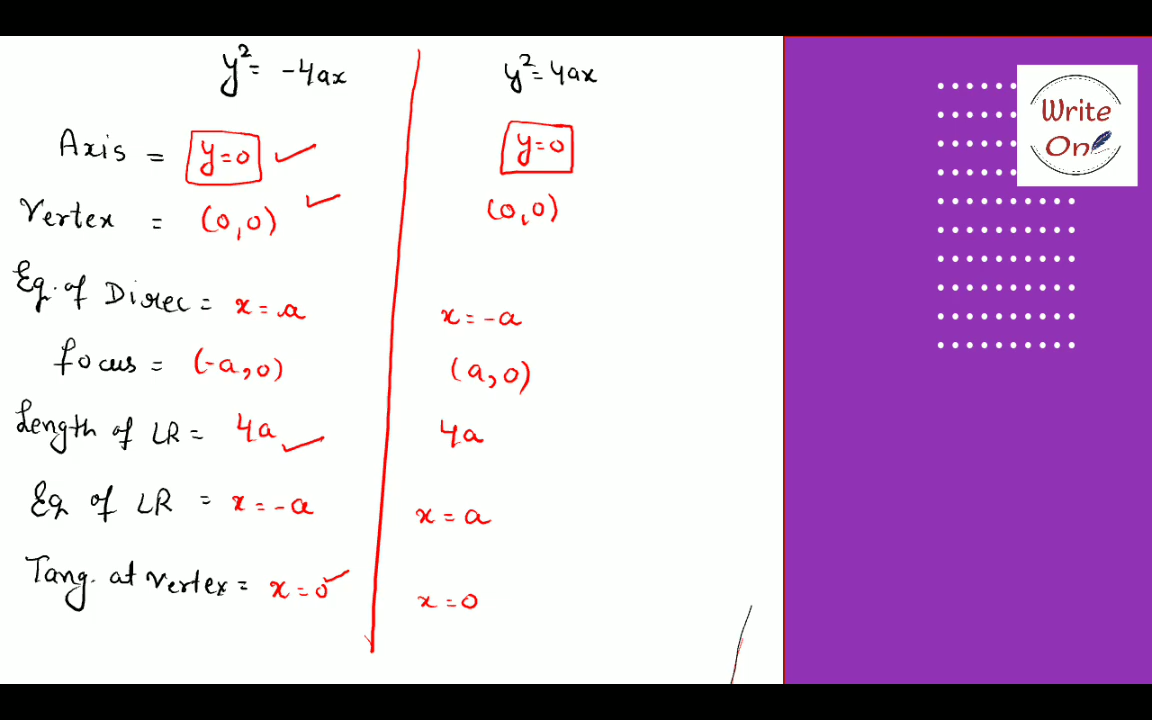 y² = -4ax y² = 4ax
Axis = y=0 y=0
Vertex = (0,0) (0,0)
Eq. of Direc = x = a x = -a
focus = (-a,0) (a,0)
Length of LR = 4a 4a
Eq of LR = x = -a x = a
Tang. at vertex = x = 0 x = 0
Write
On